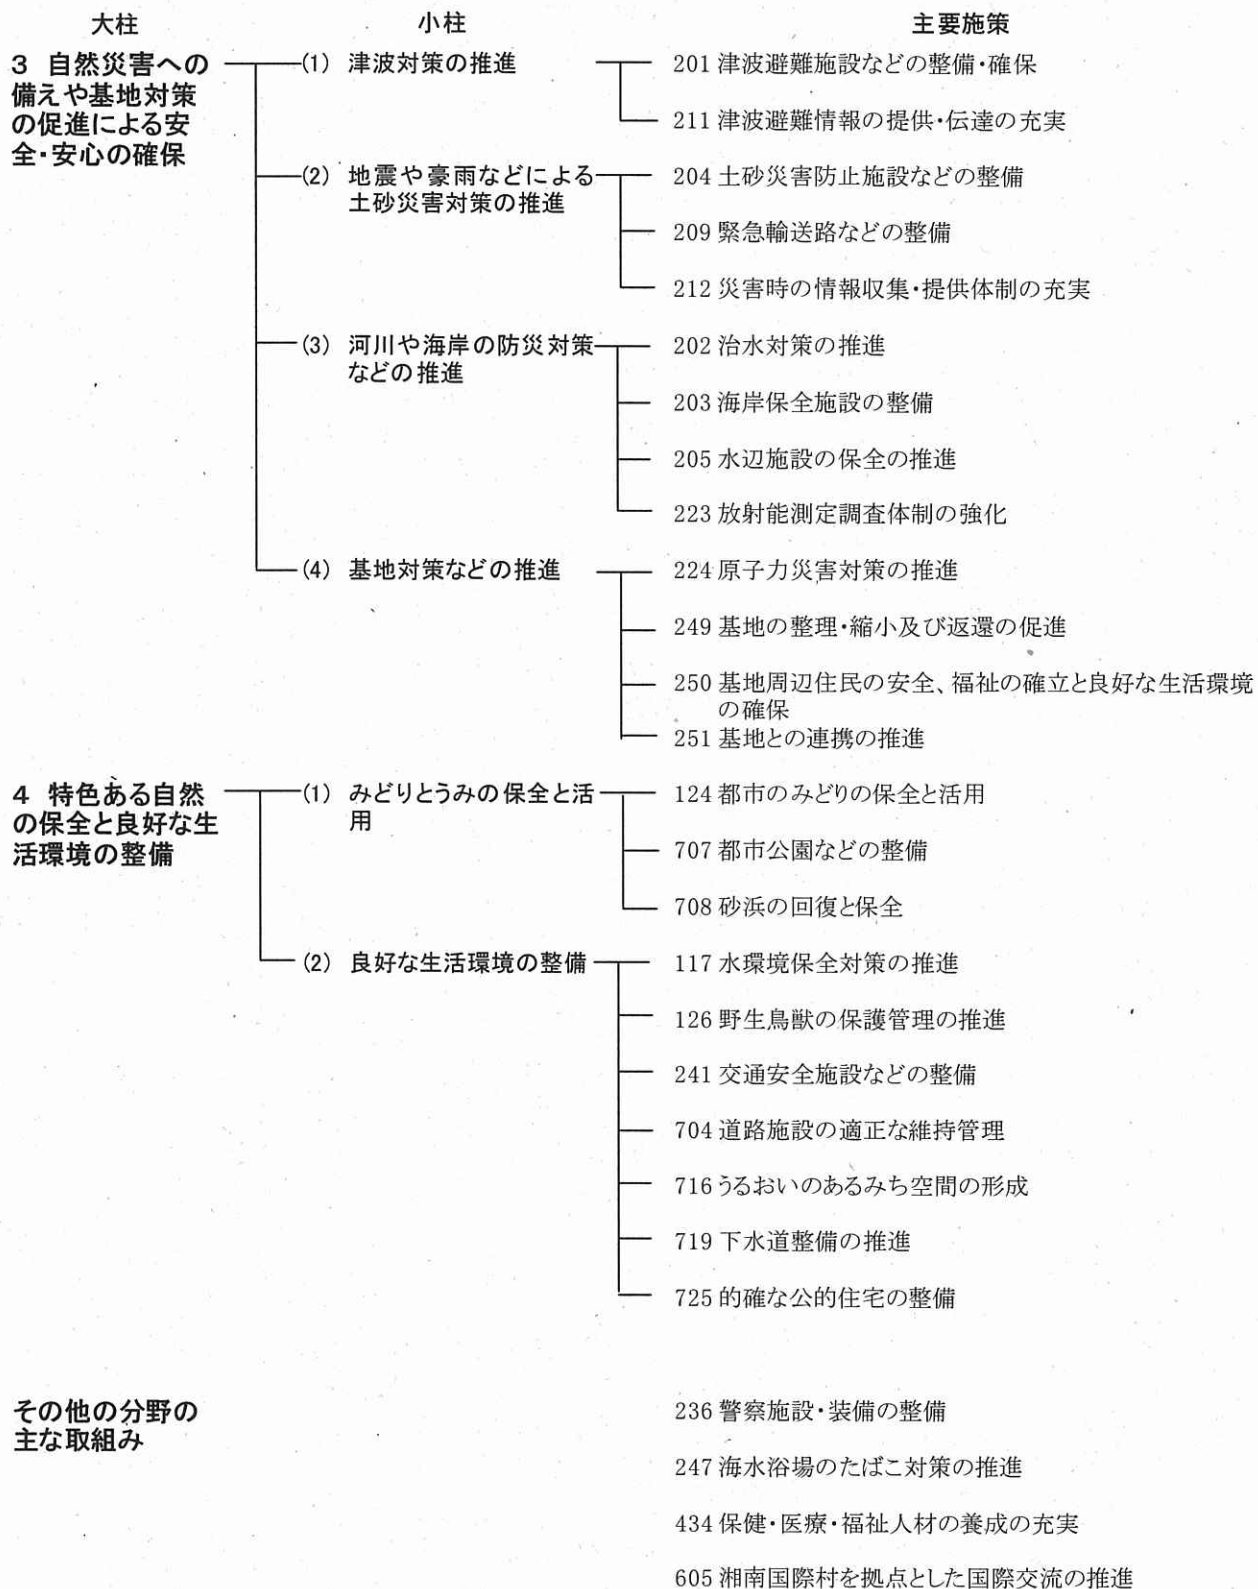 大柱 小柱 主要施策
3 自然災害への (1) 津波対策の推進 201 津波避難施設などの整備・確保
備えや基地対策
の促進による安 211 津波避難情報の提供・伝達の充実
全・安心の確保
(2) 地震や豪雨などによる 204 土砂災害防止施設などの整備
土砂災害対策の推進
209 緊急輸送路などの整備
212 災害時の情報収集・提供体制の充実
(3) 河川や海岸の防災対策 202 治水対策の推進
などの推進
203 海岸保全施設の整備
205 水辺施設の保全の推進
223 放射能測定調査体制の強化
(4) 基地対策などの推進 224 原子力災害対策の推進
249 基地の整理・縮小及び返還の促進
250 基地周辺住民の安全、福祉の確立と良好な生活環境
の確保
251 基地との連携の推進
4 特色ある自然 (1) みどりとうみの保全と活 124 都市のみどりの保全と活用
の保全と良好な生 用
活環境の整備 707 都市公園などの整備
708 砂浜の回復と保全
(2) 良好な生活環境の整備 117 水環境保全対策の推進
126 野生鳥獣の保護管理の推進
241 交通安全施設などの整備
704 道路施設の適正な維持管理
716 うるおいのあるみち空間の形成
719 下水道整備の推進
725 的確な公的住宅の整備
その他の分野の 236 警察施設・装備の整備
主な取組み
247 海水浴場のたばこ対策の推進
434 保健・医療・福祉人材の養成の充実
605 湘南国際村を拠点とした国際交流の推進